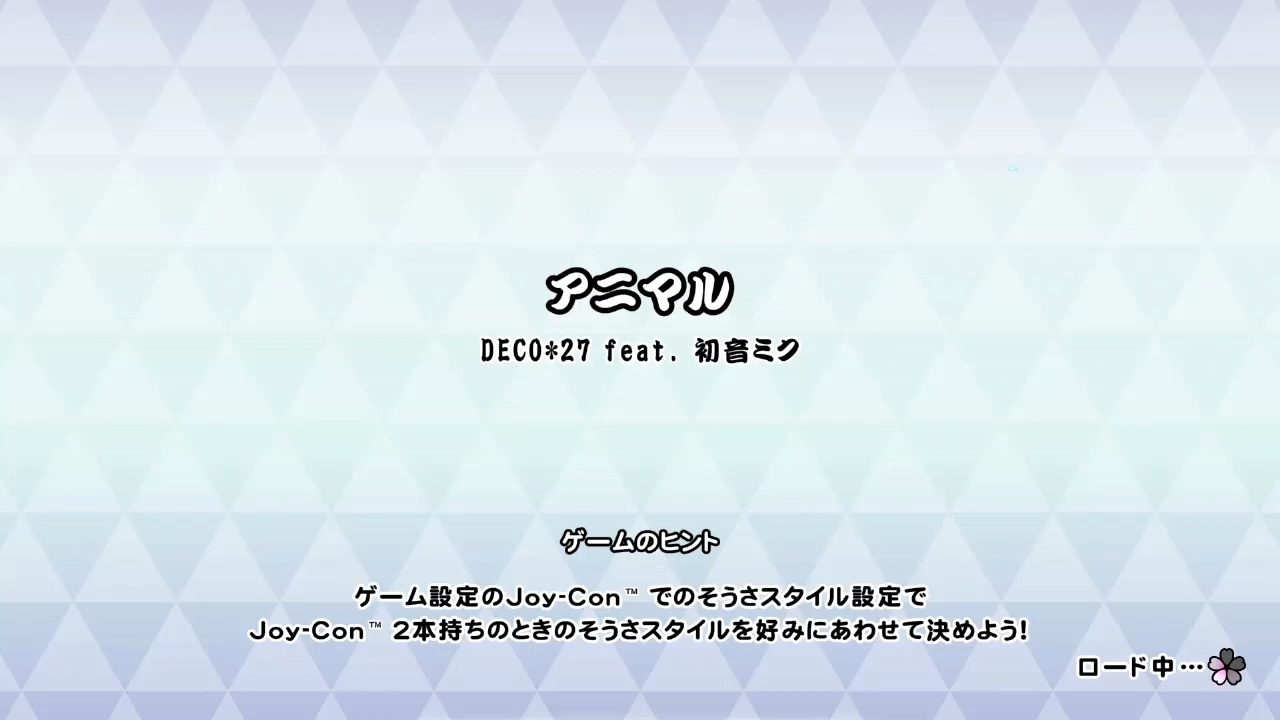 アニマル
DECO*27 feat. 初音ミク
ゲームのヒント
ゲーム設定のJoy-Con™ でのそうさスタイル設定で
Joy-Con™ 2本持ちのときのそうさスタイルを好みにあわせて決めよう!
ロード中…